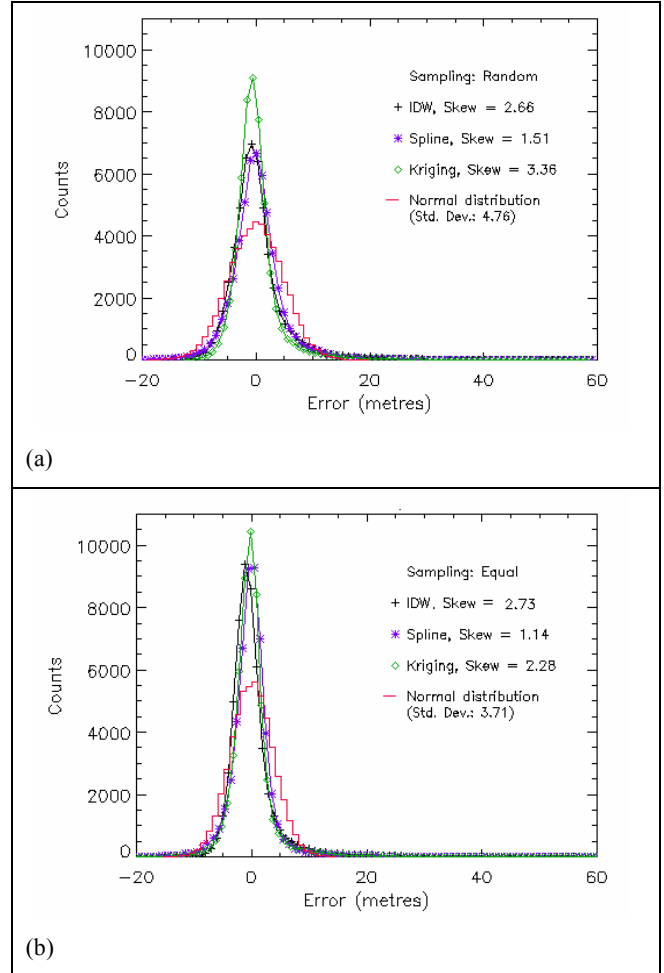 10000
8000
6000
4000
2000
0
Counts
Sampling: Random
IDW, Skew = 2.66
Spline, Skew = 1.51
Kriging, Skew = 3.36
Normal distribution
(Std. Dev.: 4.76)
-20 0 20 40 60
Error (metres)
(a)
10000
8000
6000
4000
2000
0
Counts
Sampling: Equal
IDW, Skew = 2.73
Spline, Skew = 1.14
Kriging, Skew = 2.28
Normal distribution
(Std. Dev.: 3.71)
-20 0 20 40 60
Error (metres)
(b)